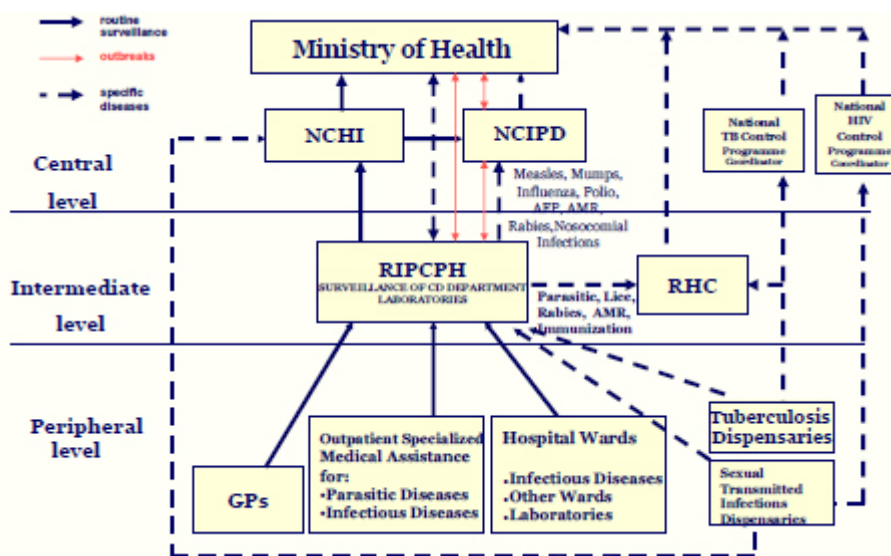 routine
surveillance
outbreaks
specific
diseases
Ministry of Health
NCHI
NCIPD
National
TB Control
Programme
Coordinator
National
HIV
Control
Programme
Coordinator
Central
level
Measles, Mumps,
Influenza, Polio,
AFP, AMR,
Rabies,Nosocomial
Infections
Intermediate
level
RIPCPH
SURVEILLANCE OF CD DEPARTMENT
LABORATORIES
Parasitic, Lice,
Rabies, AMR,
Immunization
RHC
Peripheral
level
GPs
Outpatient Specialized
Medical Assistance
for:
•Parasitic Diseases
•Infectious Diseases
Hospital Wards
•Infectious Diseases
•Other Wards
•Laboratories
Tuberculosis
Dispensaries
Sexual
Transmitted
Infections
Dispensaries